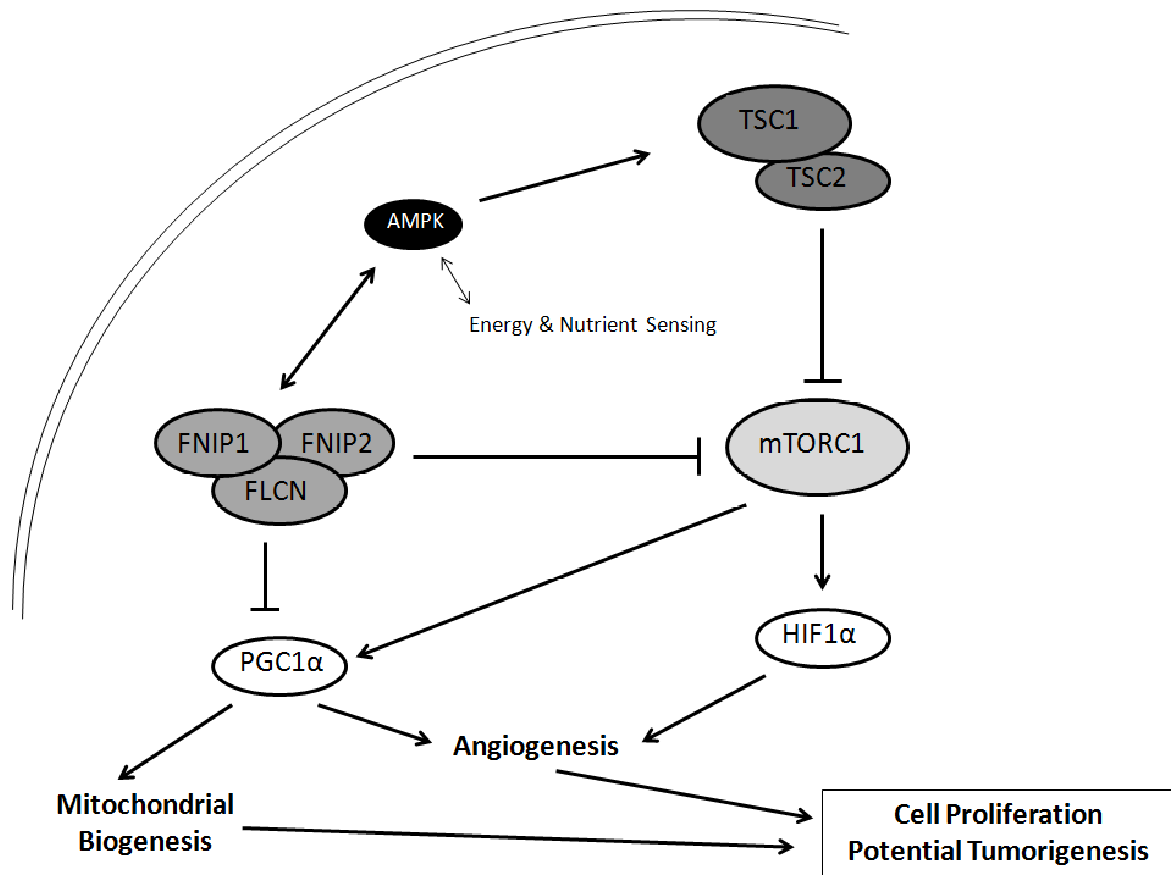 TSC1
TSC2
AMPK
Energy & Nutrient Sensing
FNIP1
FNIP2
FLCN
mTORC1
PGC1α
HIF1α
Angiogenesis
Mitochondrial
Biogenesis
Cell Proliferation
Potential Tumorigenesis